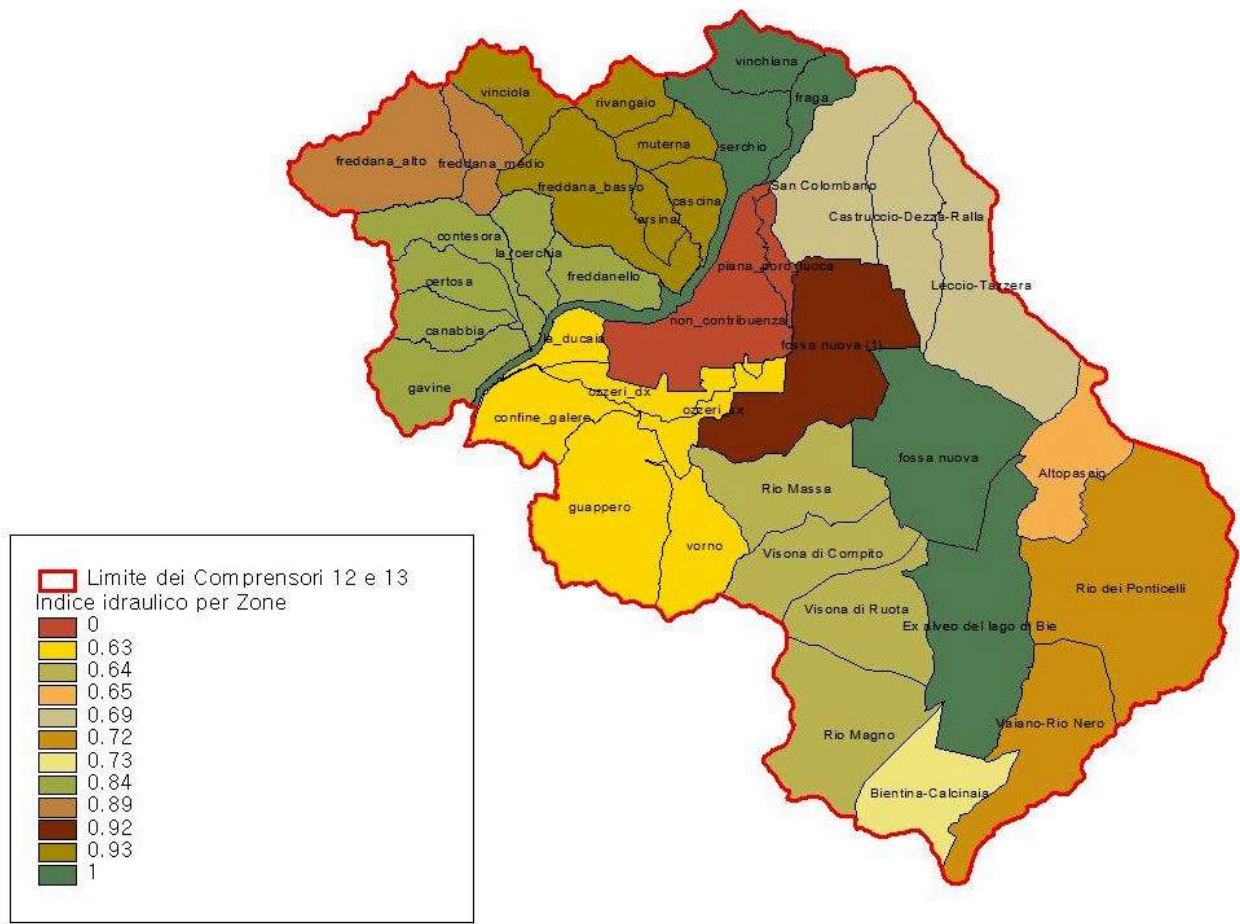 vinchiana
vinciola
rivangaio
fraga
muterna
serchio
freddana_alto
freddana_medio
freddana_basso
San Colombano
cascina
arsina
Castruccio-Dezza-Ralla
contesora
la_cerchia
piana_nord_lucca
freddanello
certosa
Leccio-Tazzera
non_contribuenza
canabbia
la_ducaia
fossa nuova (1)
gavine
ozzeri_dx
ozzeri_sx
confine_galere
fossa nuova
Altopascio
Rio Massa
guappero
vorno
Visona di Compito
Rio dei Ponticelli
Visona di Ruota
Ex alveo del lago di Bie
Vaiano-Rio Nero
Rio Magno
Bientina-Calcinaia
Limite dei Comprensori 12 e 13
Indice idraulico per Zone
0
0.63
0.64
0.65
0.69
0.72
0.73
0.84
0.89
0.92
0.93
1